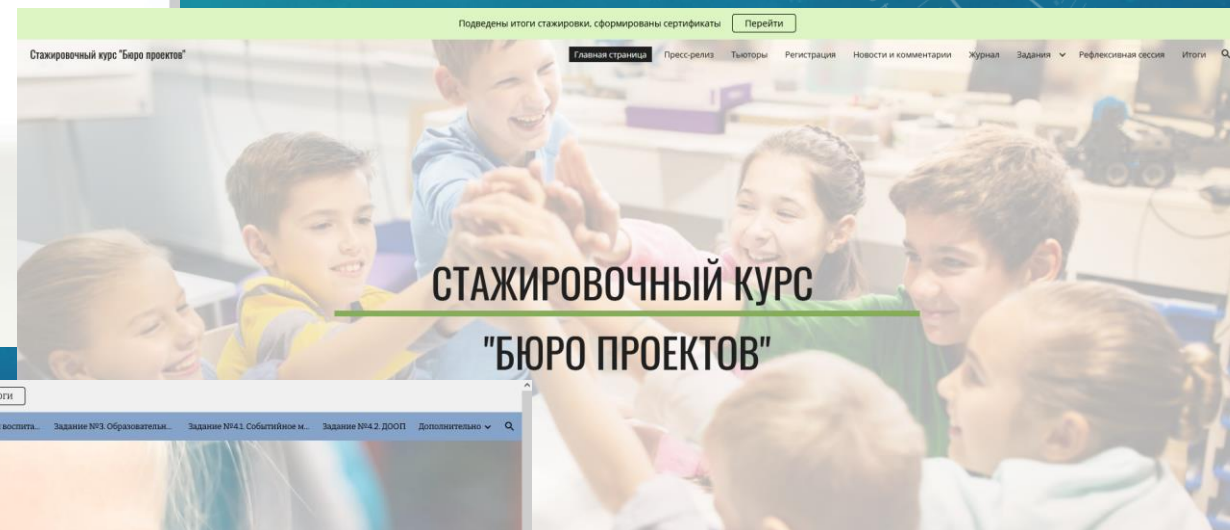 Подведены итоги стажировки, сформированы сертификаты Перейти
Стажировочный курс "Бюро проектов"
Главная страница Пресс-релиз Тьюторы Регистрация Новости и комментарии Журнал Задания Рефлексивная сессия Итоги
СТАЖИРОВОЧНЫЙ КУРС
"БЮРО ПРОЕКТОВ"
Задание №3. Образовательн... Задание №4.1. Событийное м... Задание №4.2. ДООП Дополнительно